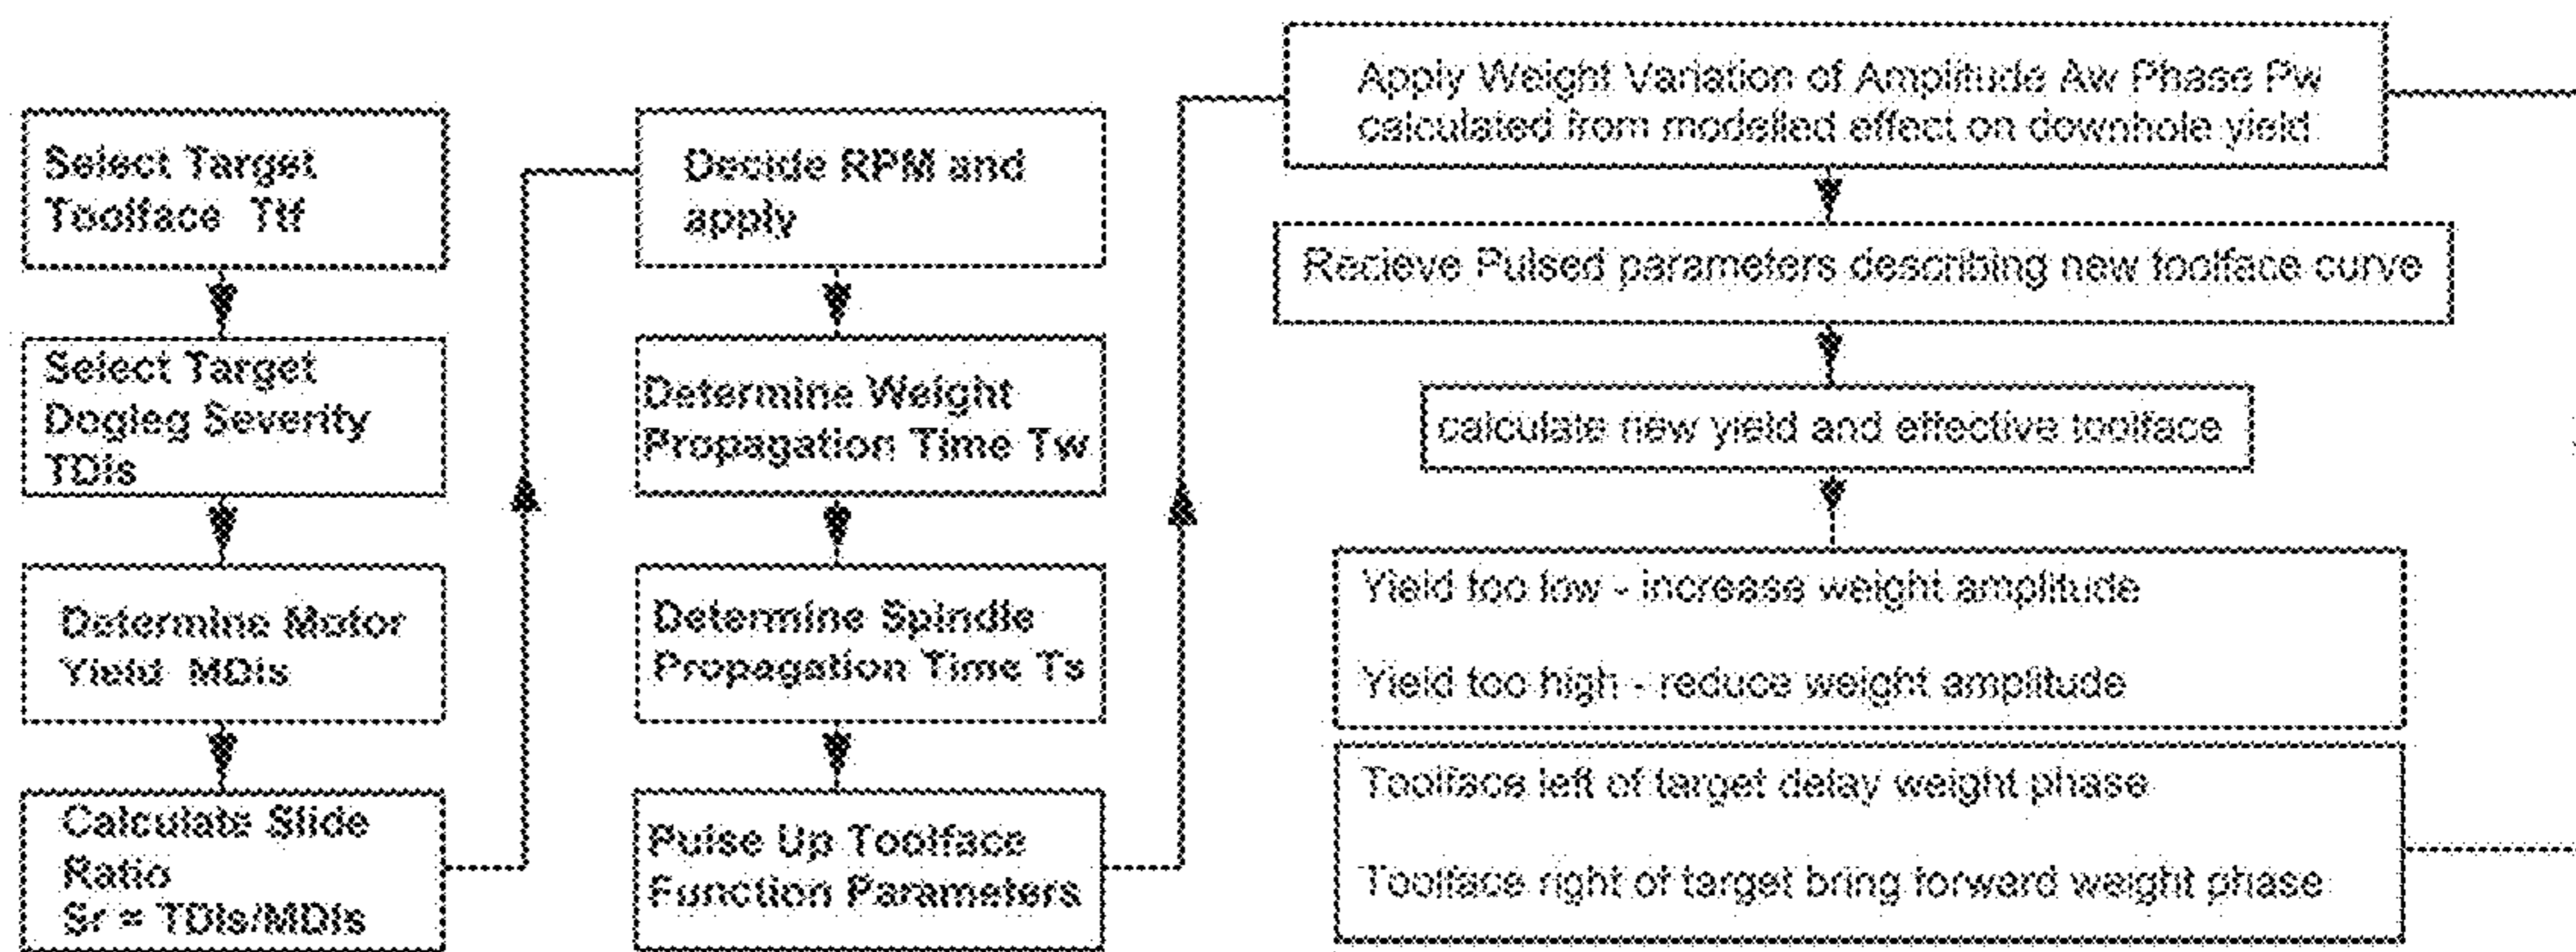 Select Target
Toolface Ttf
Select Target
Dogleg Severity
TDls
Determine Motor
Yield MDls
Calculate Slide
Ratio
Sr = TDls/MDls
Decide RPM and
apply
Determine Weight
Propagation Time Tw
Determine Spindle
Propagation Time Ts
Pulse Up Toolface
Function Parameters
Apply Weight Variation of Amplitude Aw Phase Pw
calculated from modelled effect on downhole yield
Recieve Pulsed parameters describing new toolface curve
calculate new yield and effective toolface
Yield too low - increase weight amplitude
Yield too high - reduce weight amplitude
Toolface left of target delay weight phase
Toolface right of target bring forward weight phase